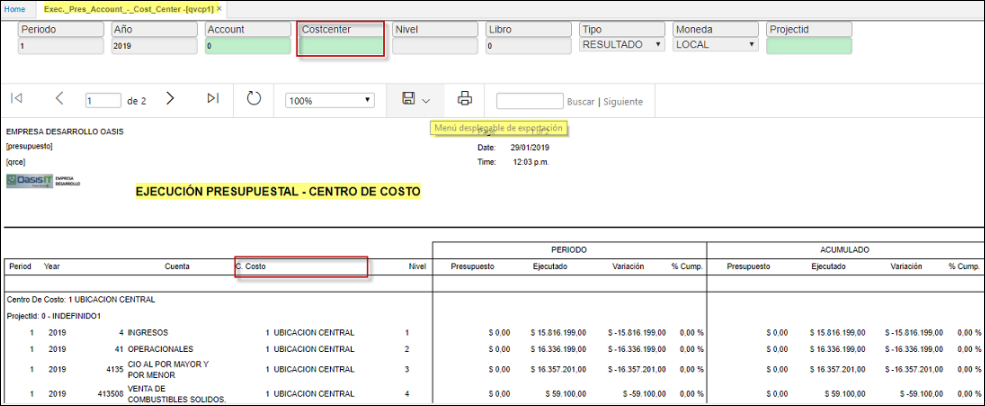 Home Exec._Pres_Account_-_Cost_Center -[qvcp1] ×
Periodo Año Account Costcenter Nivel Libro Tipo Moneda Projectid
1 2019 0 0 RESULTADO LOCAL
1 de 2 100% Buscar | Siguiente
Menú desplegable de exportación
EMPRESA DESARROLLO OASIS
[presupuesto] Date: 29/01/2019
[qrce] Time: 12:03 p.m.
OasisIT EMPRESA DESARROLLO
EJECUCIÓN PRESUPUESTAL - CENTRO DE COSTO
PERIODO ACUMULADO
Period Year Cuenta C. Costo Nivel Presupuesto Ejecutado Variación % Cump. Presupuesto Ejecutado Variación % Cump.
Centro De Costo: 1 UBICACION CENTRAL
ProjectId: 0 - INDEFINIDO1
1 2019 4 INGRESOS 1 UBICACION CENTRAL 1 $ 0,00 $ 15.816.199,00 $ -15.816.199,00 0,00 % $ 0,00 $ 15.816.199,00 $ -15.816.199,00 0,00 %
1 2019 41 OPERACIONALES 1 UBICACION CENTRAL 2 $ 0,00 $ 16.336.199,00 $ -16.336.199,00 0,00 % $ 0,00 $ 16.336.199,00 $ -16.336.199,00 0,00 %
1 2019 4135 CIO AL POR MAYOR Y POR MENOR 1 UBICACION CENTRAL 3 $ 0,00 $ 16.357.201,00 $ -16.357.201,00 0,00 % $ 0,00 $ 16.357.201,00 $ -16.357.201,00 0,00 %
1 2019 413508 VENTA DE COMBUSTIBLES SOLIDOS, 1 UBICACION CENTRAL 4 $ 0,00 $ 59.100,00 $ -59.100,00 0,00 % $ 0,00 $ 59.100,00 $ -59.100,00 0,00 %